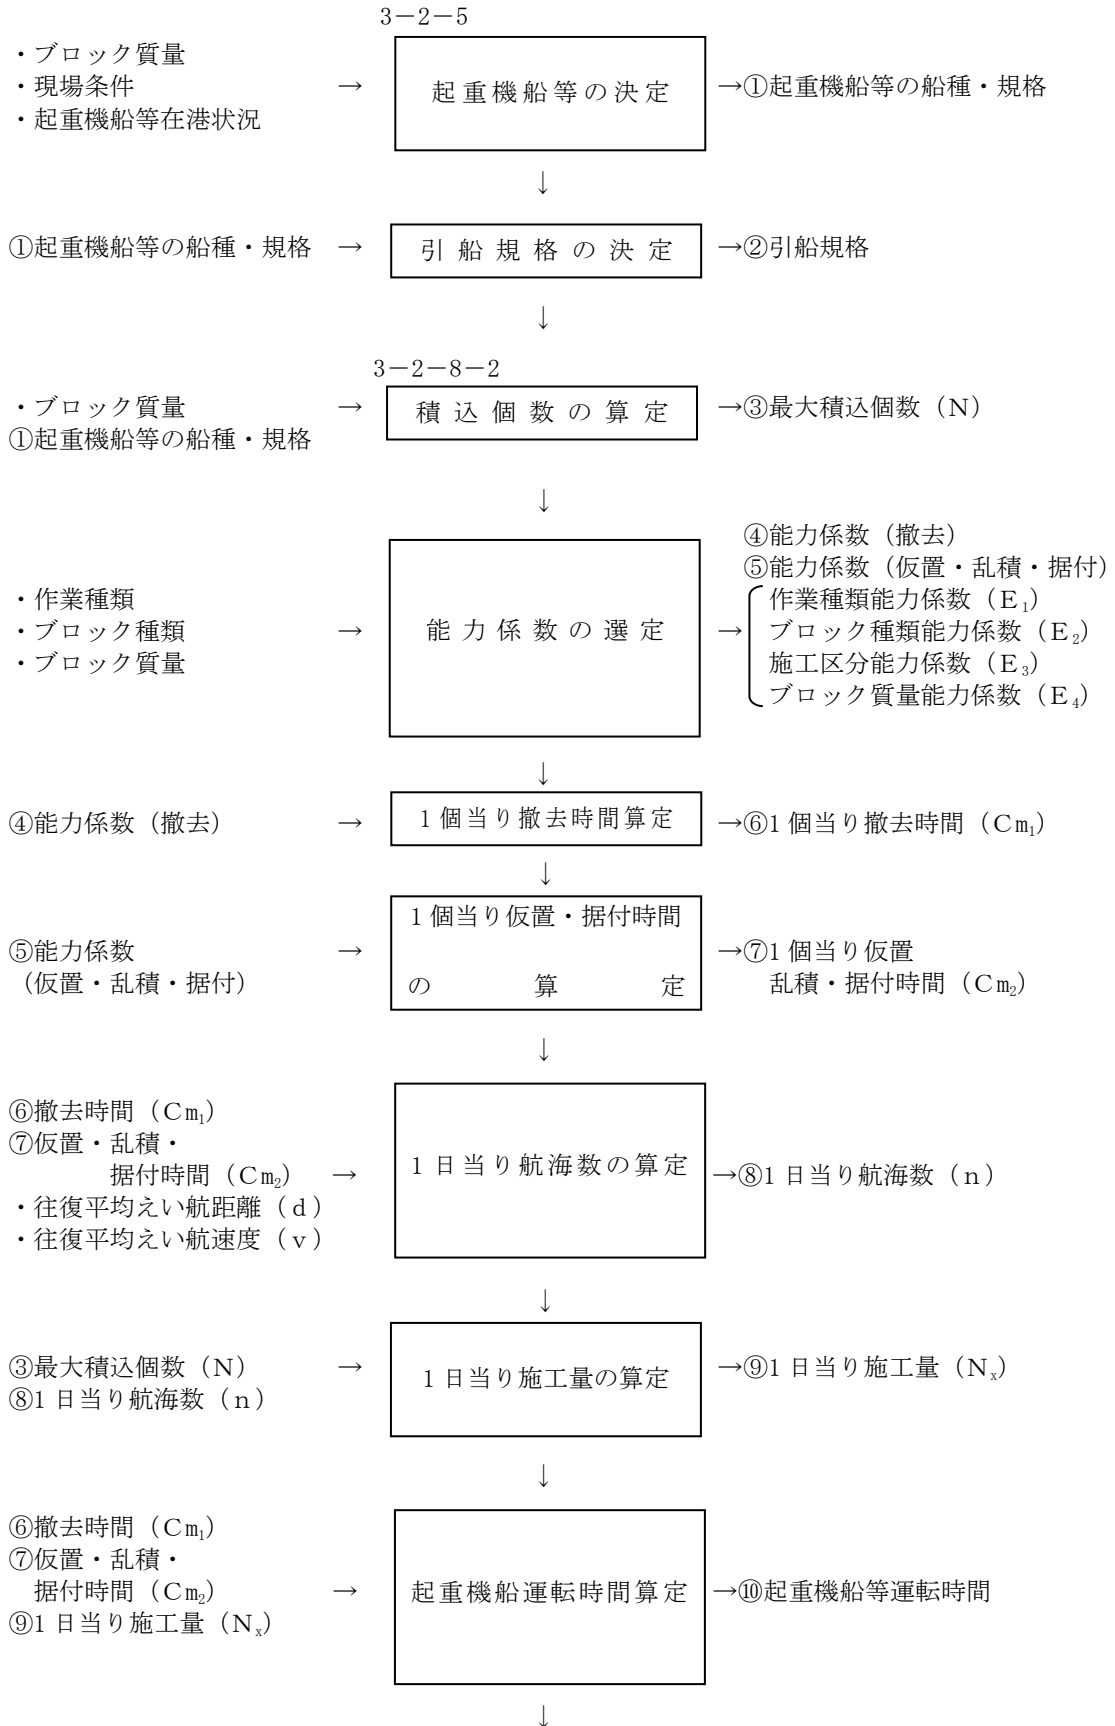 3－2－5
・ブロック質量
・現場条件
・起重機船等在港状況
→
起重機船等の決定
→①起重機船等の船種・規格
↓
①起重機船等の船種・規格
→
引船規格の決定
→②引船規格
↓
3－2－8－2
・ブロック質量
①起重機船等の船種・規格
→
積込個数の算定
→③最大積込個数（N）
↓
・作業種類
・ブロック種類
・ブロック質量
→
能力係数の選定
→
④能力係数（撤去）
⑤能力係数（仮置・乱積・据付）
作業種類能力係数（E₁）
ブロック種類能力係数（E₂）
施工区分能力係数（E₃）
ブロック質量能力係数（E₄）
↓
④能力係数（撤去）
→
1個当り撤去時間算定
→⑥1個当り撤去時間（Cm₁）
↓
⑤能力係数
（仮置・乱積・据付）
→
1個当り仮置・据付時間
の算定
→⑦1個当り仮置
乱積・据付時間（Cm₂）
↓
⑥撤去時間（Cm₁）
⑦仮置・乱積・
据付時間（Cm₂）
・往復平均えい航距離（d）
・往復平均えい航速度（v）
→
1日当り航海数の算定
→⑧1日当り航海数（n）
↓
③最大積込個数（N）
⑧1日当り航海数（n）
→
1日当り施工量の算定
→⑨1日当り施工量（Nₓ）
↓
⑥撤去時間（Cm₁）
⑦仮置・乱積・
据付時間（Cm₂）
⑨1日当り施工量（Nₓ）
→
起重機船運転時間算定
→⑩起重機船等運転時間
↓